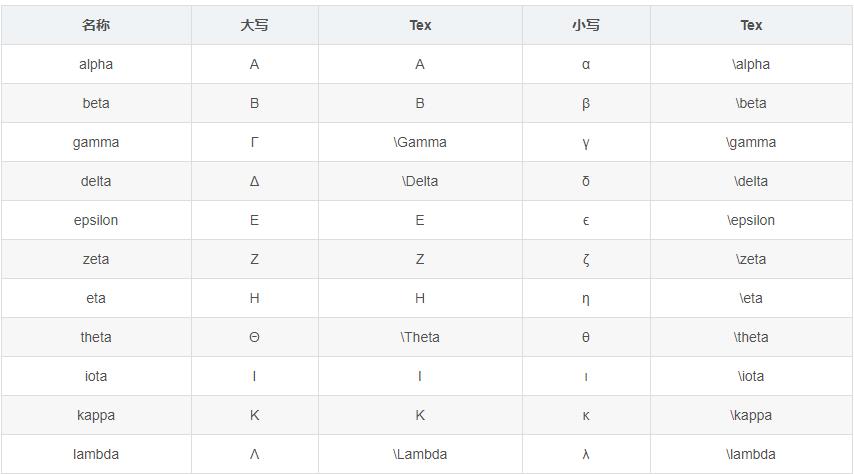 名称 大写 Tex 小写 Tex
alpha Α A α \alpha
beta Β B β \beta
gamma Γ \Gamma γ \gamma
delta Δ \Delta δ \delta
epsilon Ε E ϵ \epsilon
zeta Ζ Z ζ \zeta
eta Η H η \eta
theta Θ \Theta θ \theta
iota Ι I ι \iota
kappa Κ K κ \kappa
lambda Λ \Lambda λ \lambda